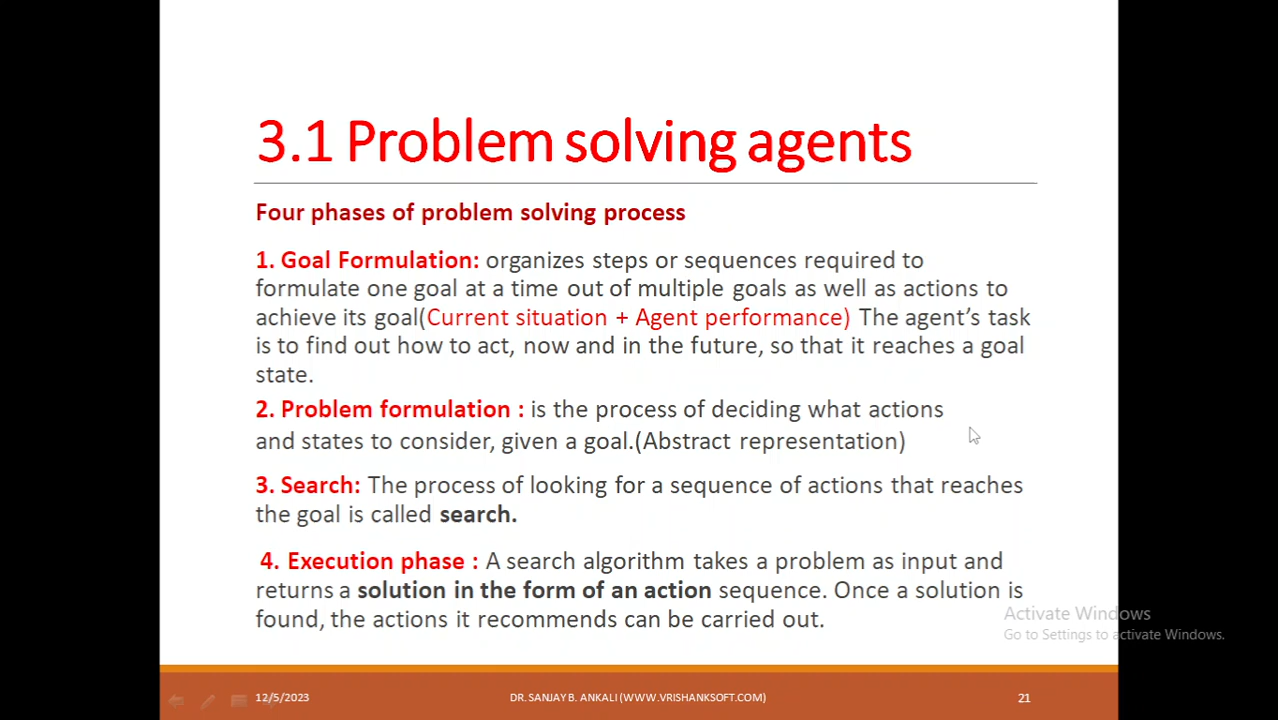 3.1 Problem solving agents
Four phases of problem solving process
1. Goal Formulation: organizes steps or sequences required to
formulate one goal at a time out of multiple goals as well as actions to
achieve its goal(Current situation + Agent performance) The agent's task
is to find out how to act, now and in the future, so that it reaches a goal
state.
2. Problem formulation : is the process of deciding what actions
and states to consider, given a goal.(Abstract representation)
3. Search: The process of looking for a sequence of actions that reaches
the goal is called search.
4. Execution phase : A search algorithm takes a problem as input and
returns a solution in the form of an action sequence. Once a solution is
found, the actions it recommends can be carried out.
Activate Windows
Go to Settings to activate Windows.
12/5/2023 DR. SANJAY B. ANKALI (WWW.VRISHANKSOFT.COM) 21